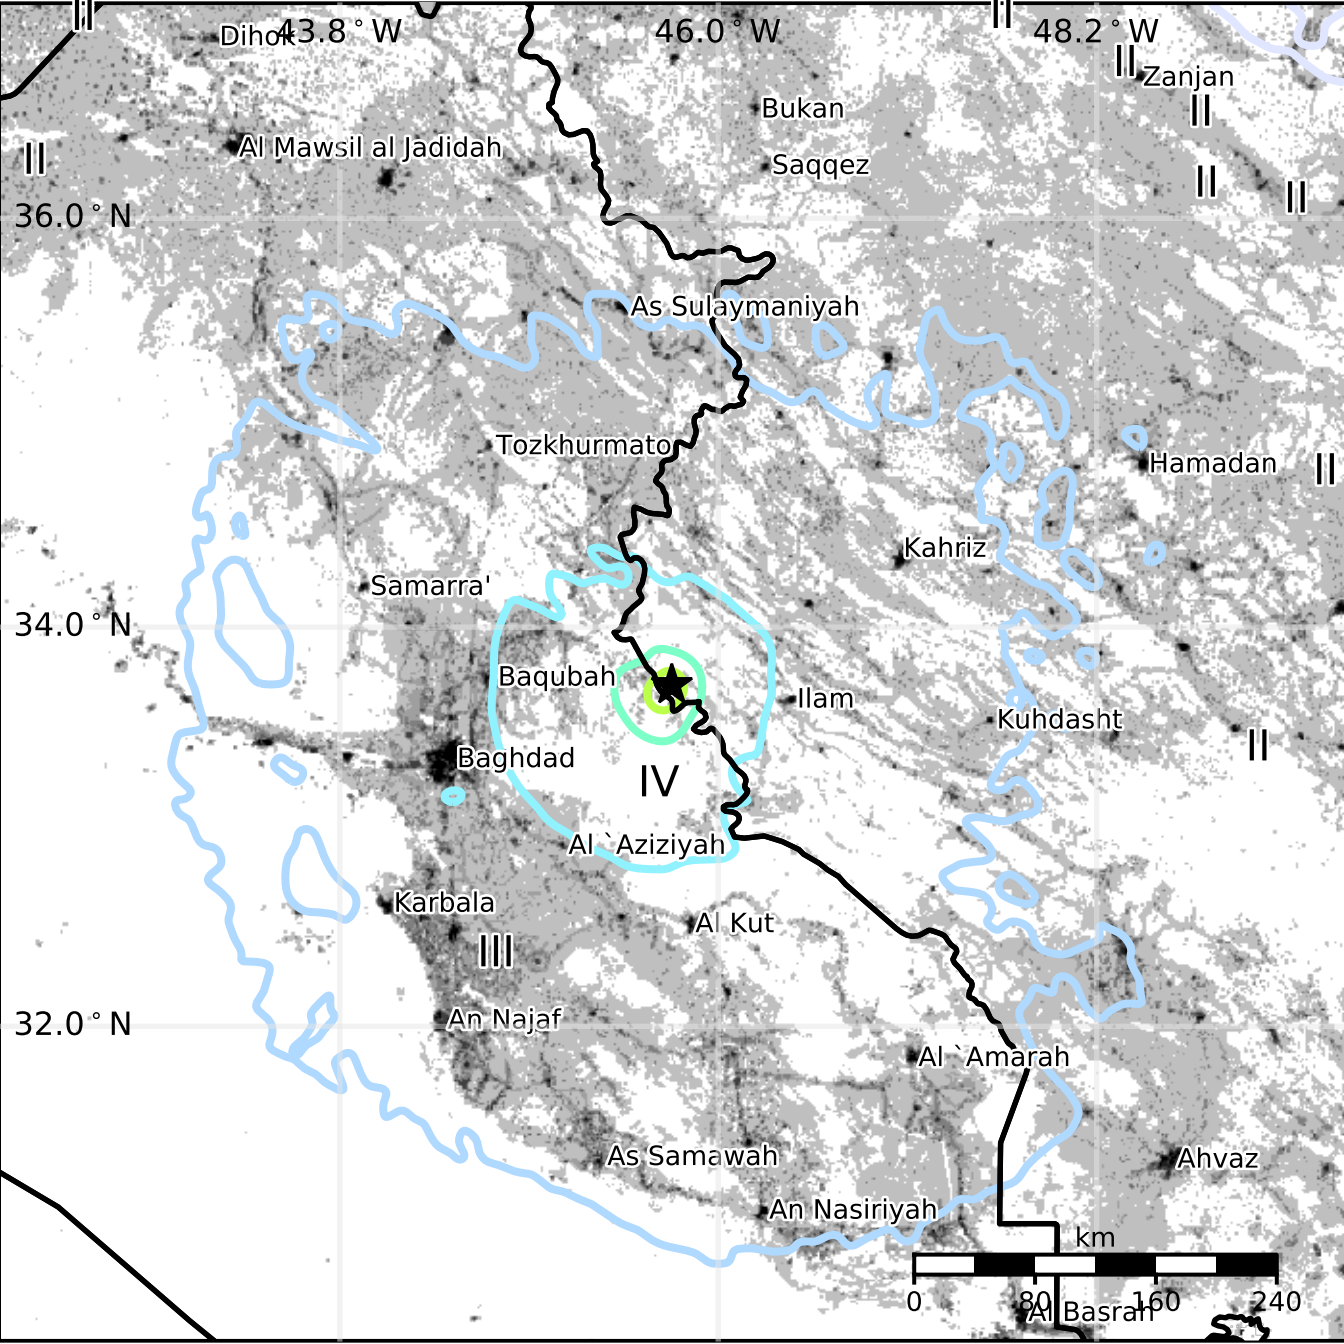 II
II
Dihok
43.8°W
46.0°W
48.2°W
II
Zanjan
Bukan
II
Al Mawsil al Jadidah
II
Saqqez
II
II
36.0°N
As Sulaymaniyah
Tozkhurmato
Hamadan
II
Kahriz
Samarra'
34.0°N
Baqubah
Ilam
Kuhdasht
II
Baghdad
IV
Al `Aziziyah
Karbala
Al Kut
III
32.0°N
An Najaf
Al `Amarah
As Samawah
Ahvaz
An Nasiriyah
km
0
80
160
240
Al Basrah